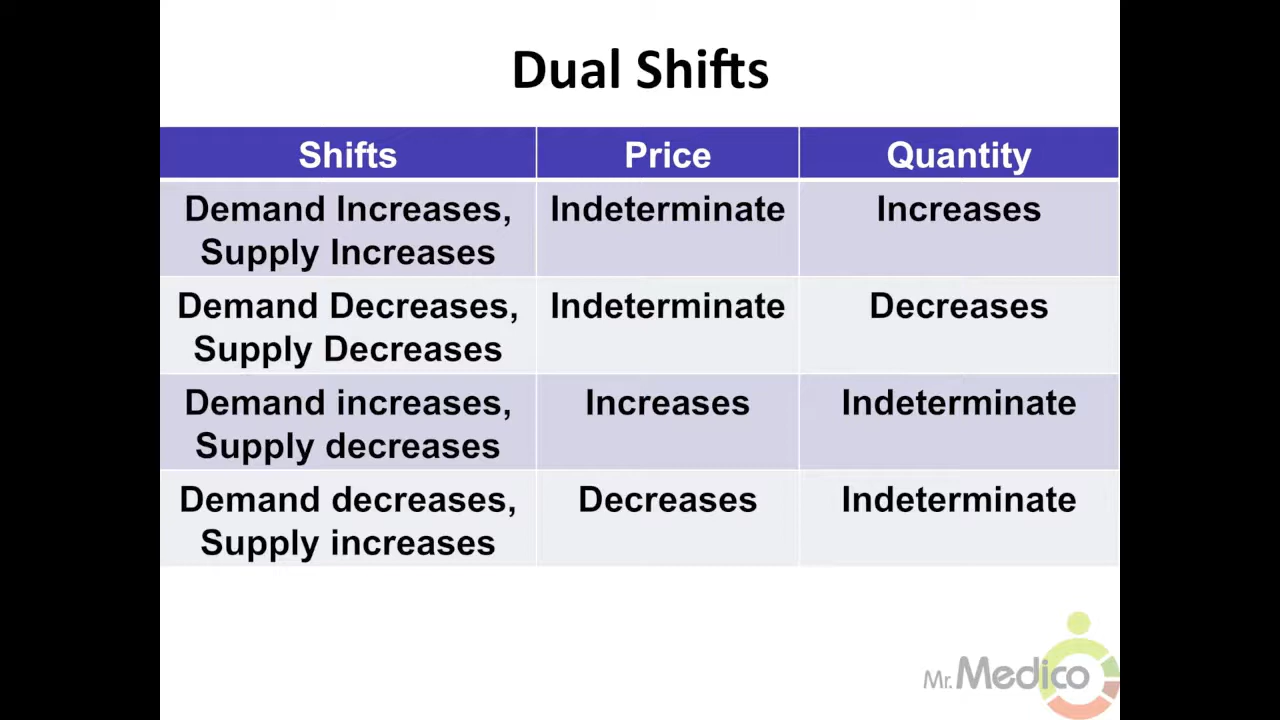 Dual Shifts
Shifts Price Quantity
Demand Increases, Indeterminate Increases
Supply Increases
Demand Decreases, Indeterminate Decreases
Supply Decreases
Demand increases, Increases Indeterminate
Supply decreases
Demand decreases, Decreases Indeterminate
Supply increases
Mr. Medico